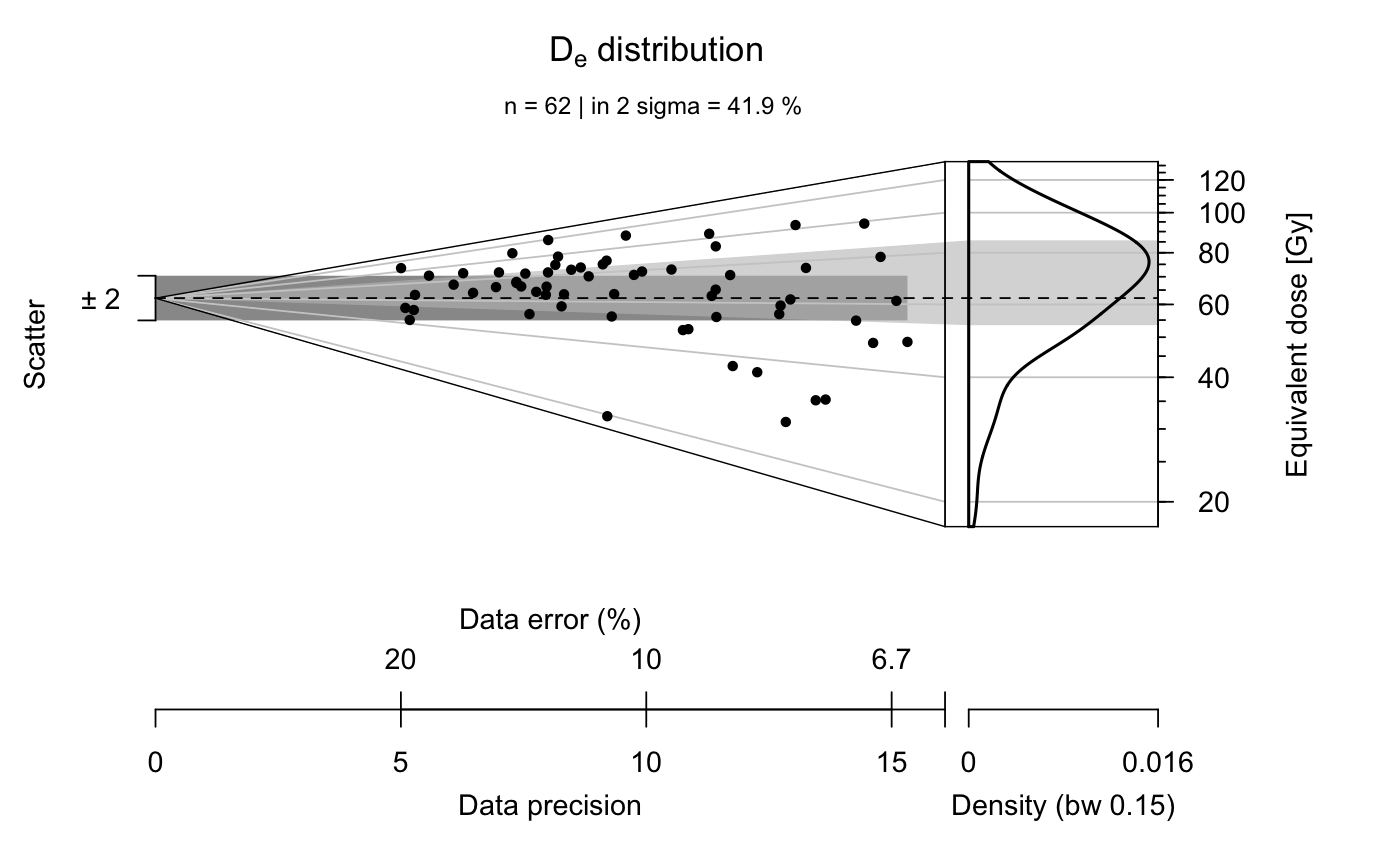 De distribution
n = 62 | in 2 sigma = 41.9 %
Scatter
± 2
120
100
80
60
40
20
Equivalent dose [Gy]
Data error (%)
20 10 6.7
0 5 10 15 0 0.016
Data precision Density (bw 0.15)